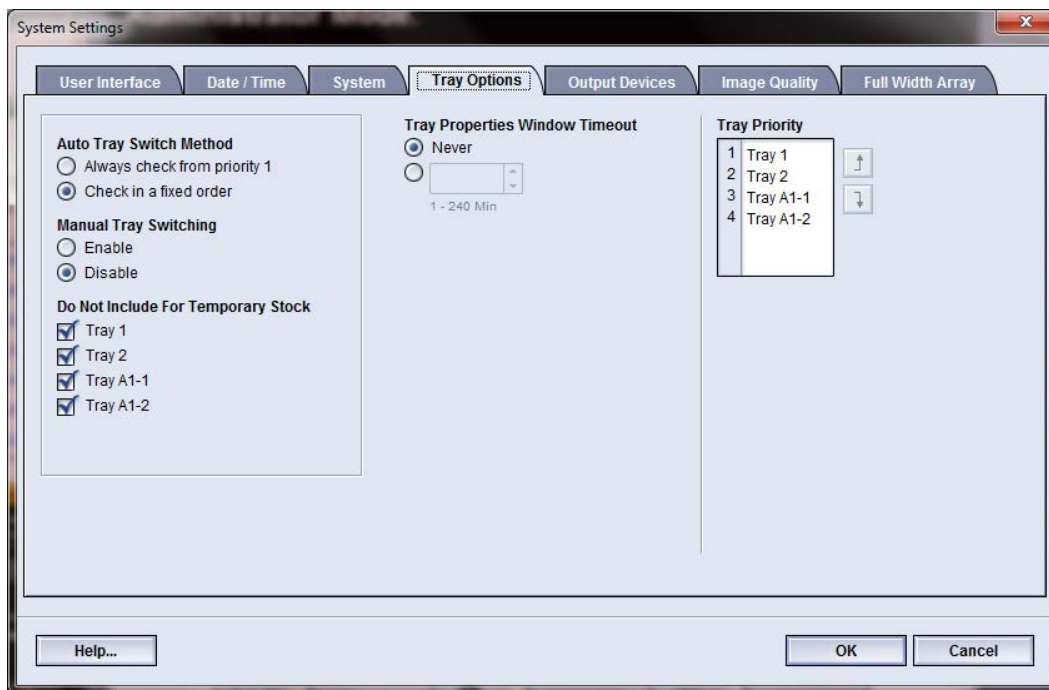 System Settings
User Interface
Date / Time
System
Tray Options
Output Devices
Image Quality
Full Width Array
Auto Tray Switch Method
Always check from priority 1
Check in a fixed order
Manual Tray Switching
Enable
Disable
Do Not Include For Temporary Stock
Tray 1
Tray 2
Tray A1-1
Tray A1-2
Tray Properties Window Timeout
Never
1 - 240 Min
Tray Priority
1 Tray 1
2 Tray 2
3 Tray A1-1
4 Tray A1-2
Help...
OK
Cancel